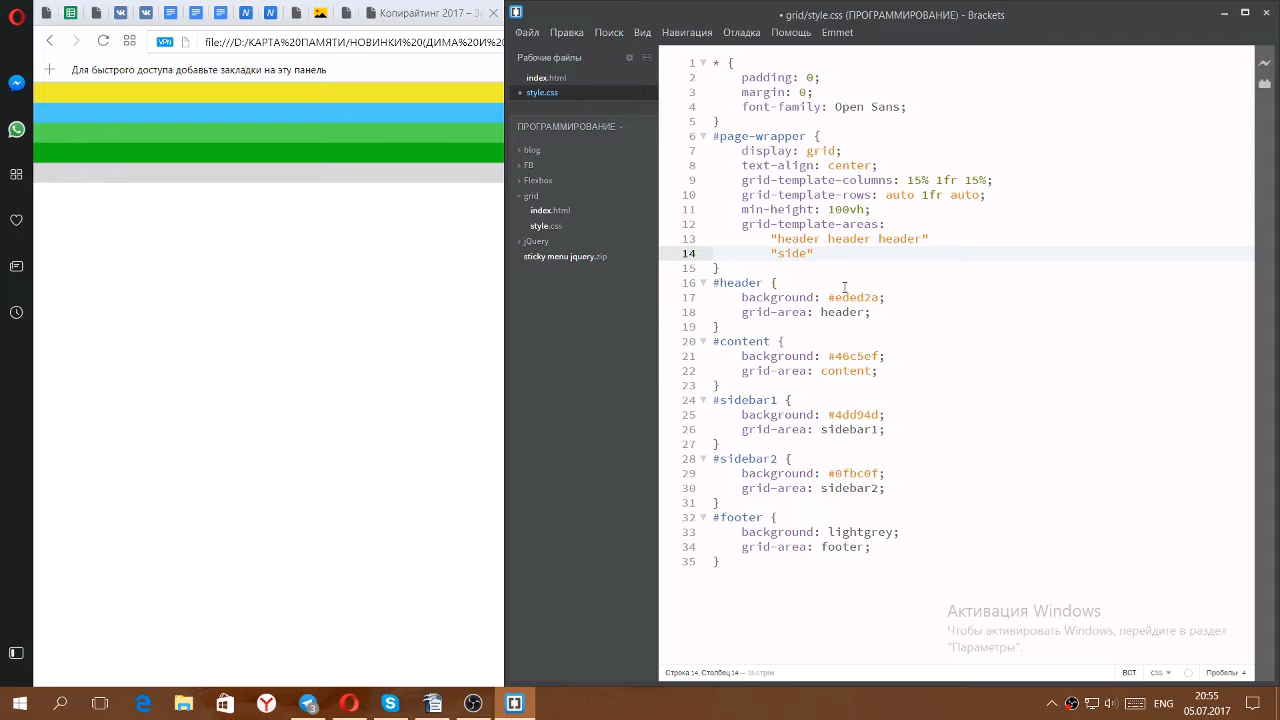 Копирайтинг 2017 – 3
VPN file:///D:/КАРТА%20ПАМЯТИ/НОВИНКИ%20(ДИМА%20И%20
Для быстрого доступа добавьте закладки на эту панель
• grid/style.css (ПРОГРАММИРОВАНИЕ) - Brackets
Файл Правка Поиск Вид Навигация Отладка Помощь Emmet
Рабочие файлы
index.html
• style.css
ПРОГРАММИРОВАНИЕ
blog
FB
Flexbox
grid
index.html
style.css
jQuery
sticky menu jquery.zip
1 * {
2 padding: 0;
3 margin: 0;
4 font-family: Open Sans;
5 }
6 #page-wrapper {
7 display: grid;
8 text-align: center;
9 grid-template-columns: 15% 1fr 15%;
10 grid-template-rows: auto 1fr auto;
11 min-height: 100vh;
12 grid-template-areas:
13 "header header header"
14 "side"
15 }
16 #header {
17 background: #eded2a;
18 grid-area: header;
19 }
20 #content {
21 background: #46c5ef;
22 grid-area: content;
23 }
24 #sidebar1 {
25 background: #4dd94d;
26 grid-area: sidebar1;
27 }
28 #sidebar2 {
29 background: #0fbc0f;
30 grid-area: sidebar2;
31 }
32 #footer {
33 background: lightgrey;
34 grid-area: footer;
35 }
Активация Windows
Чтобы активировать Windows, перейдите в раздел
"Параметры".
Строка 14, Столбец 14 — 35 строк
ВСТ CSS Пробелы: 4
ENG
20:55
05.07.2017